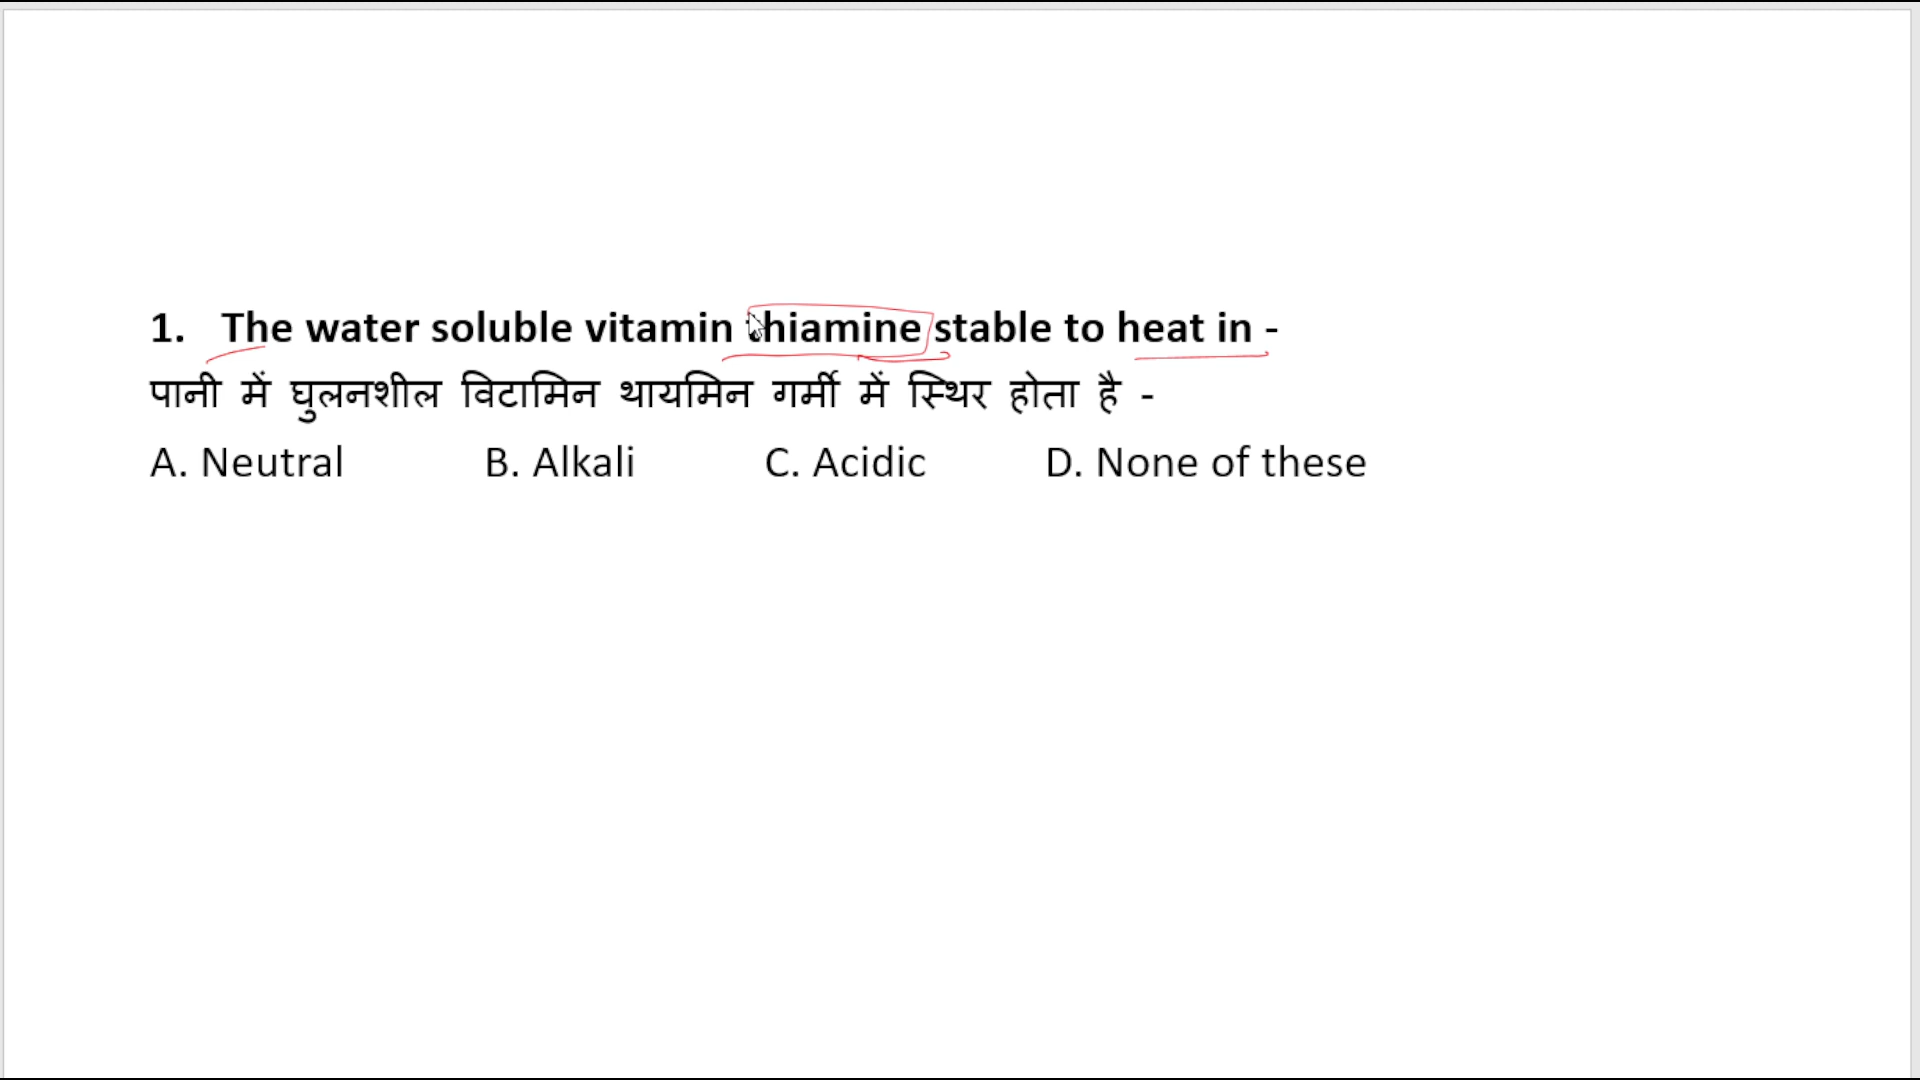 1. The water soluble vitamin thiamine stable to heat in -
पानी में घुलनशील विटामिन थायमिन गर्मी में स्थिर होता है -
A. Neutral B. Alkali C. Acidic D. None of these